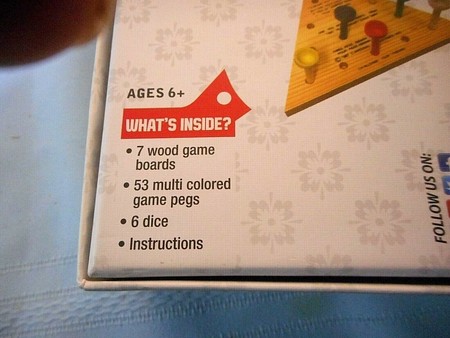 AGES 6+
WHAT'S INSIDE?
• 7 wood game
boards
• 53 multi colored
game pegs
• 6 dice
• Instructions
FOLLOW US ON: